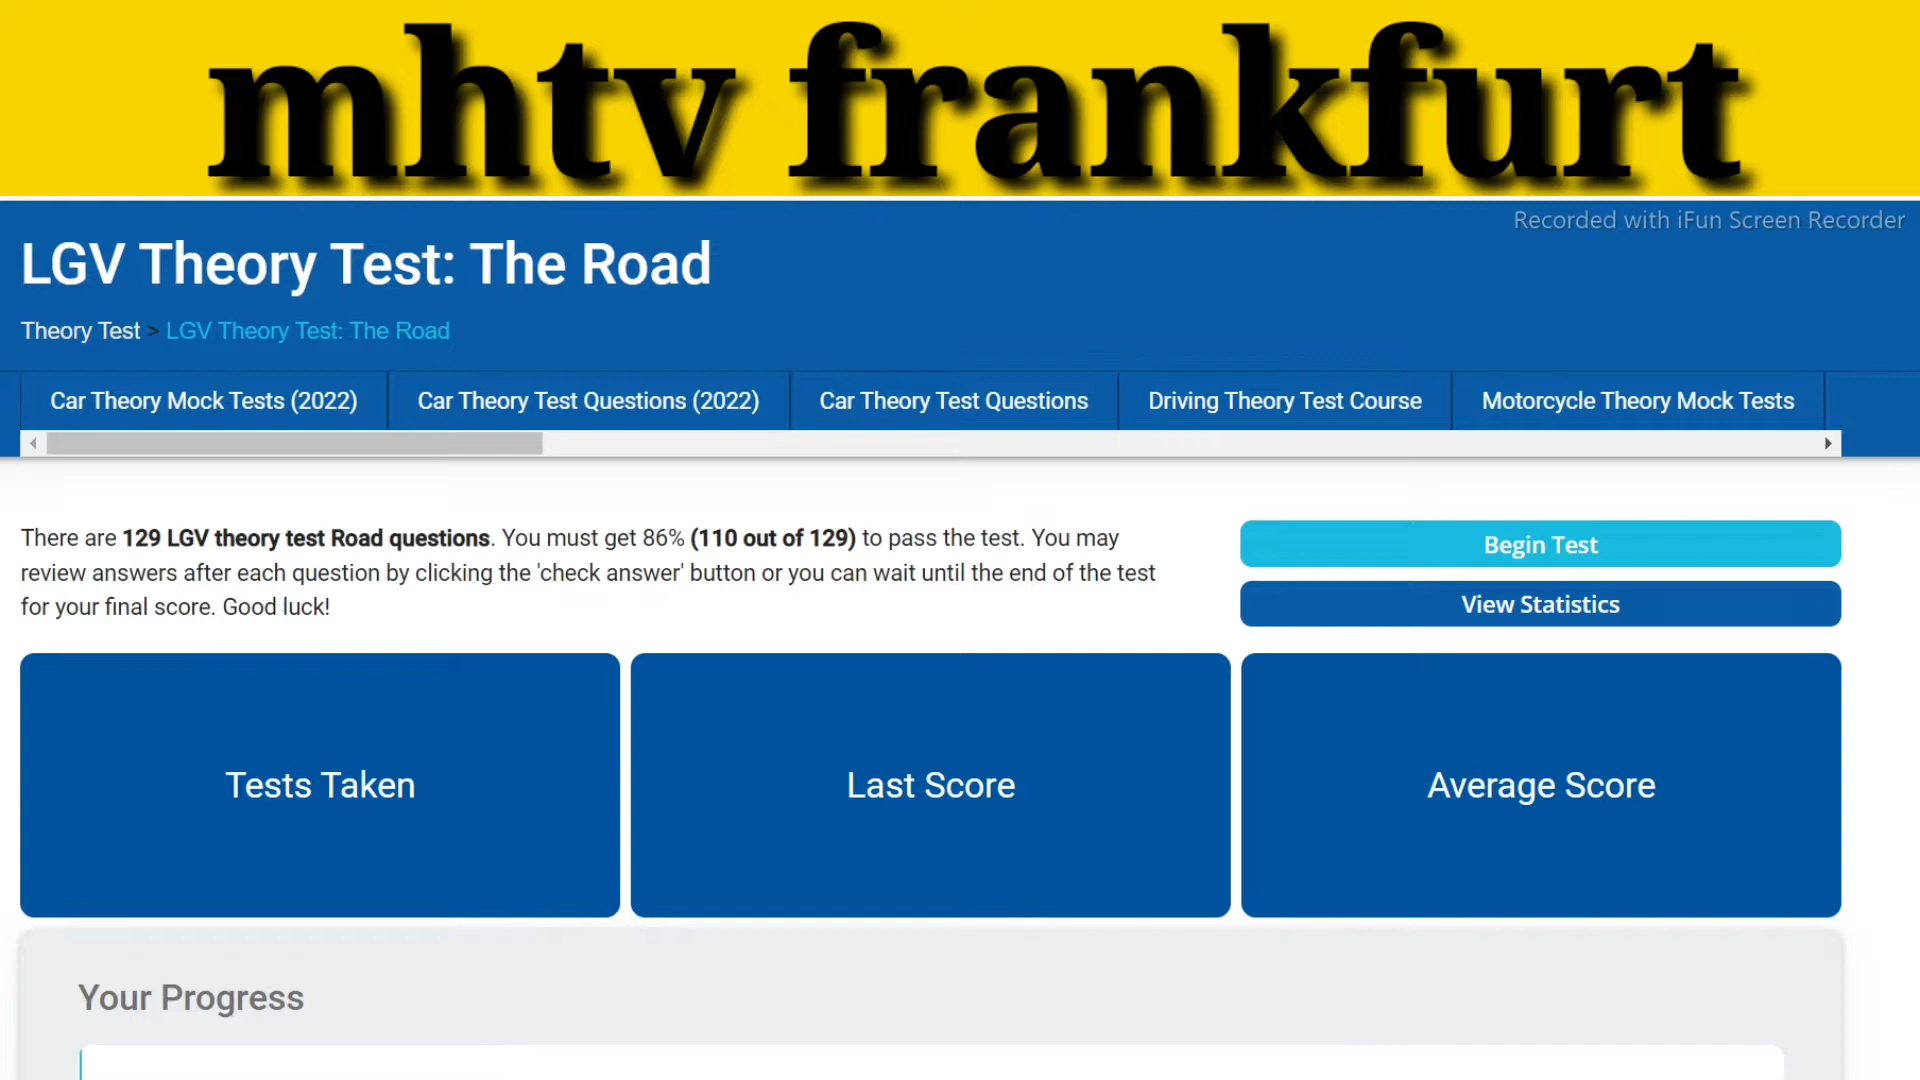 mhtv frankfurt
Recorded with iFun Screen Recorder
LGV Theory Test: The Road
Theory Test > LGV Theory Test: The Road
Car Theory Mock Tests (2022) Car Theory Test Questions (2022) Car Theory Test Questions Driving Theory Test Course Motorcycle Theory Mock Tests
There are 129 LGV theory test Road questions. You must get 86% (110 out of 129) to pass the test. You may
review answers after each question by clicking the 'check answer' button or you can wait until the end of the test
for your final score. Good luck!
Begin Test
View Statistics
Tests Taken
Last Score
Average Score
Your Progress